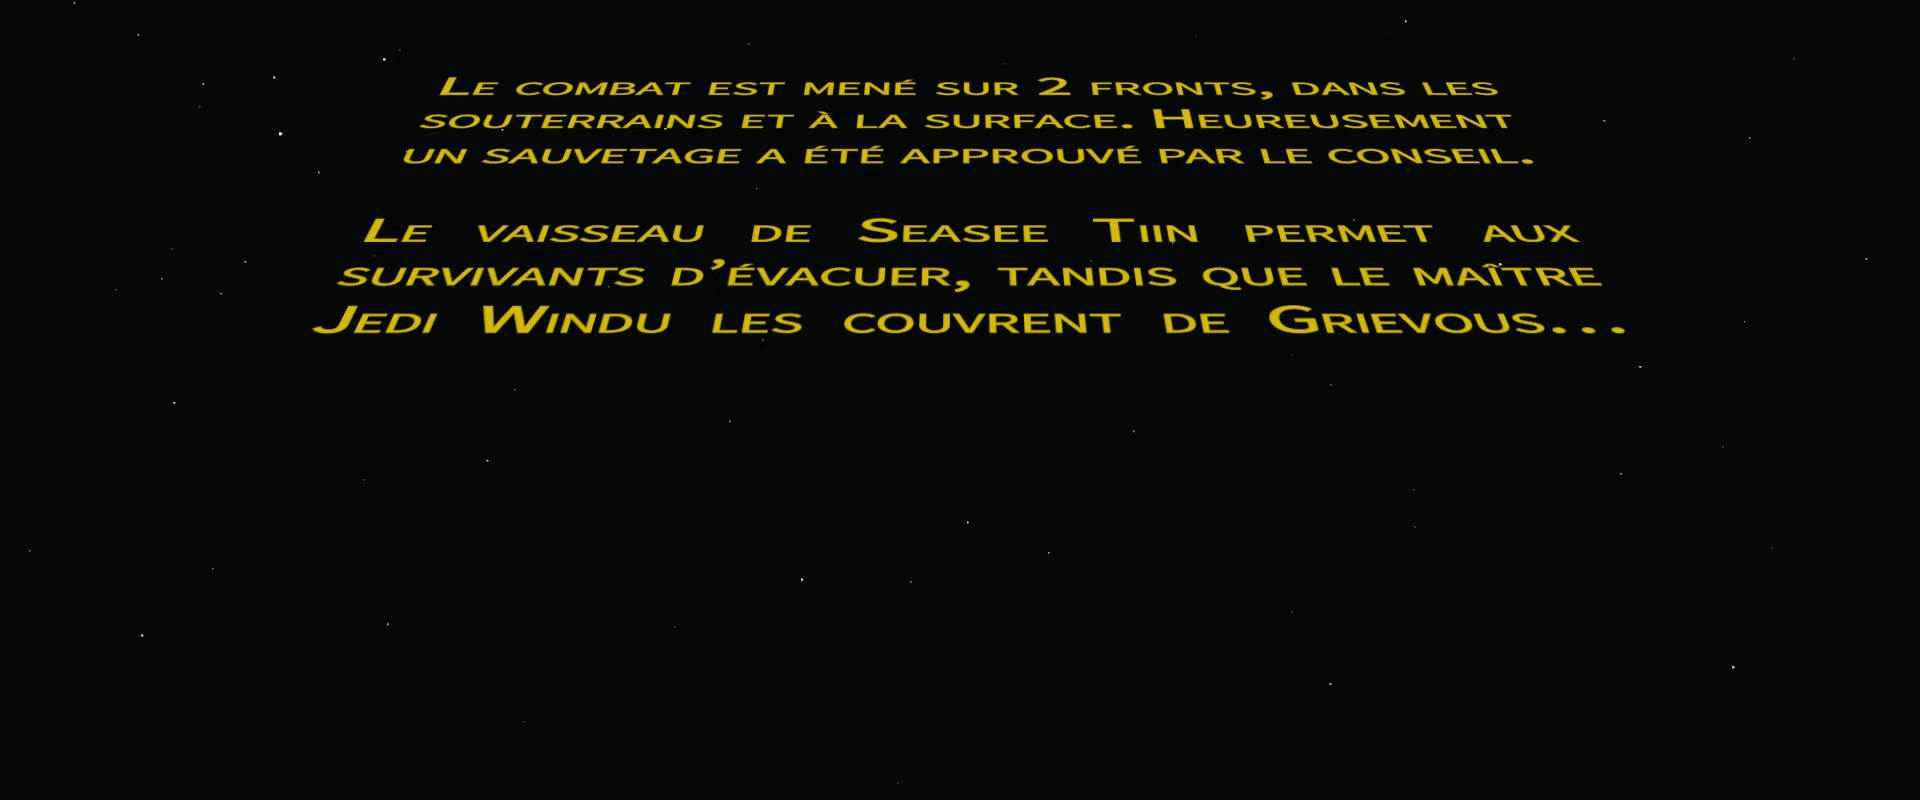 Le combat est mené sur 2 fronts, dans les
souterrains et à la surface. Heureusement
un sauvetage a été approuvé par le conseil.
Le vaisseau de Seasee Tiin permet aux
survivants d’évacuer, tandis que le maître
Jedi Windu les couvrent de Grievous...